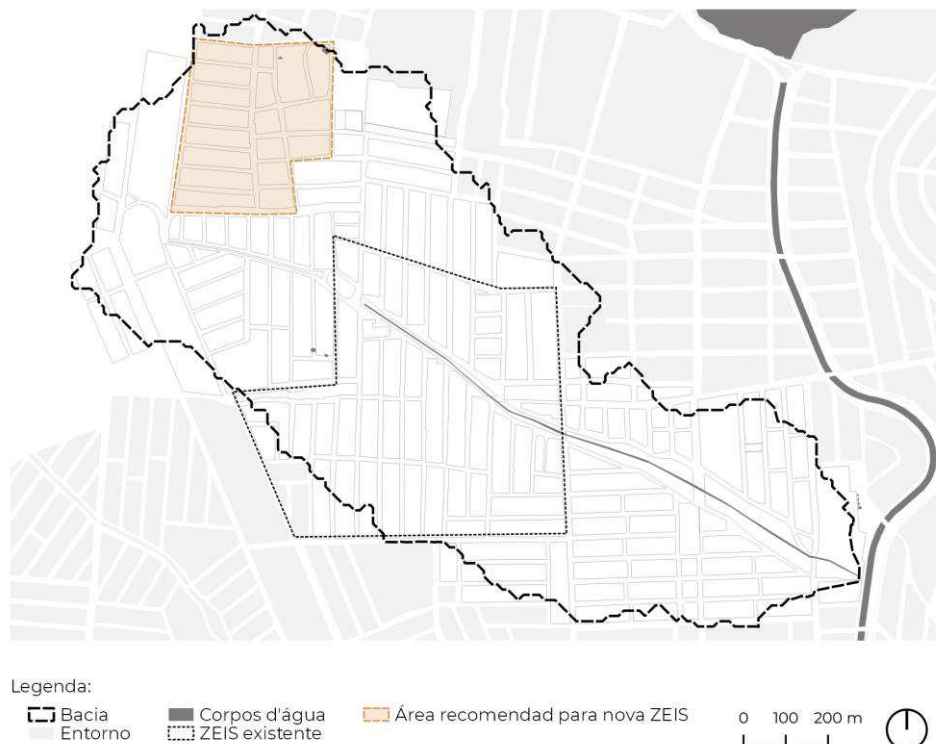 Legenda:
Bacia Corpos d'água Área recomendad para nova ZEIS
Entorno ZEIS existente
0 100 200 m